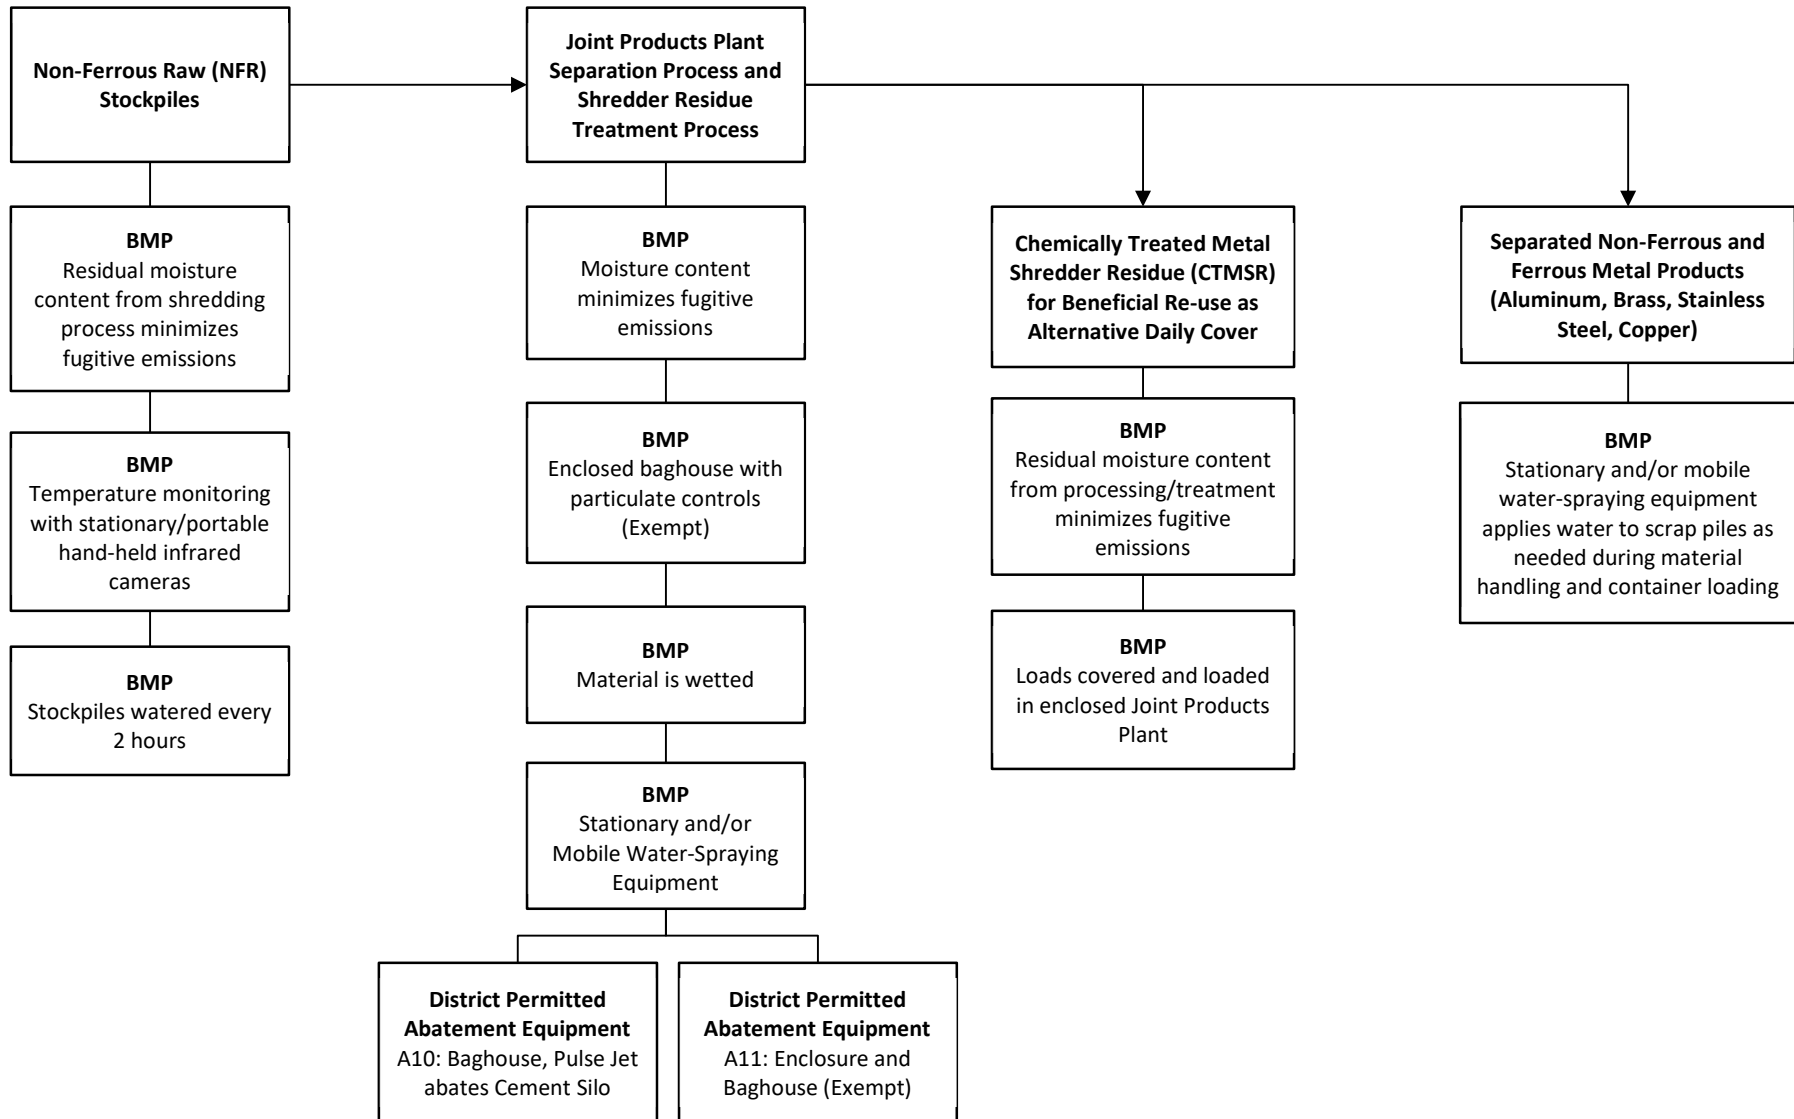 Non-Ferrous Raw (NFR)
Stockpiles
Joint Products Plant
Separation Process and
Shredder Residue
Treatment Process
BMP
Residual moisture
content from shredding
process minimizes
fugitive emissions
BMP
Moisture content
minimizes fugitive
emissions
Chemically Treated Metal
Shredder Residue (CTMSR)
for Beneficial Re-use as
Alternative Daily Cover
Separated Non-Ferrous and
Ferrous Metal Products
(Aluminum, Brass, Stainless
Steel, Copper)
BMP
Temperature monitoring
with stationary/portable
hand-held infrared
cameras
BMP
Enclosed baghouse with
particulate controls
(Exempt)
BMP
Residual moisture content
from processing/treatment
minimizes fugitive
emissions
BMP
Stationary and/or mobile
water-spraying equipment
applies water to scrap piles as
needed during material
handling and container loading
BMP
Stockpiles watered every
2 hours
BMP
Material is wetted
BMP
Loads covered and loaded
in enclosed Joint Products
Plant
BMP
Stationary and/or
Mobile Water-Spraying
Equipment
District Permitted
Abatement Equipment
A10: Baghouse, Pulse Jet
abates Cement Silo
District Permitted
Abatement Equipment
A11: Enclosure and
Baghouse (Exempt)